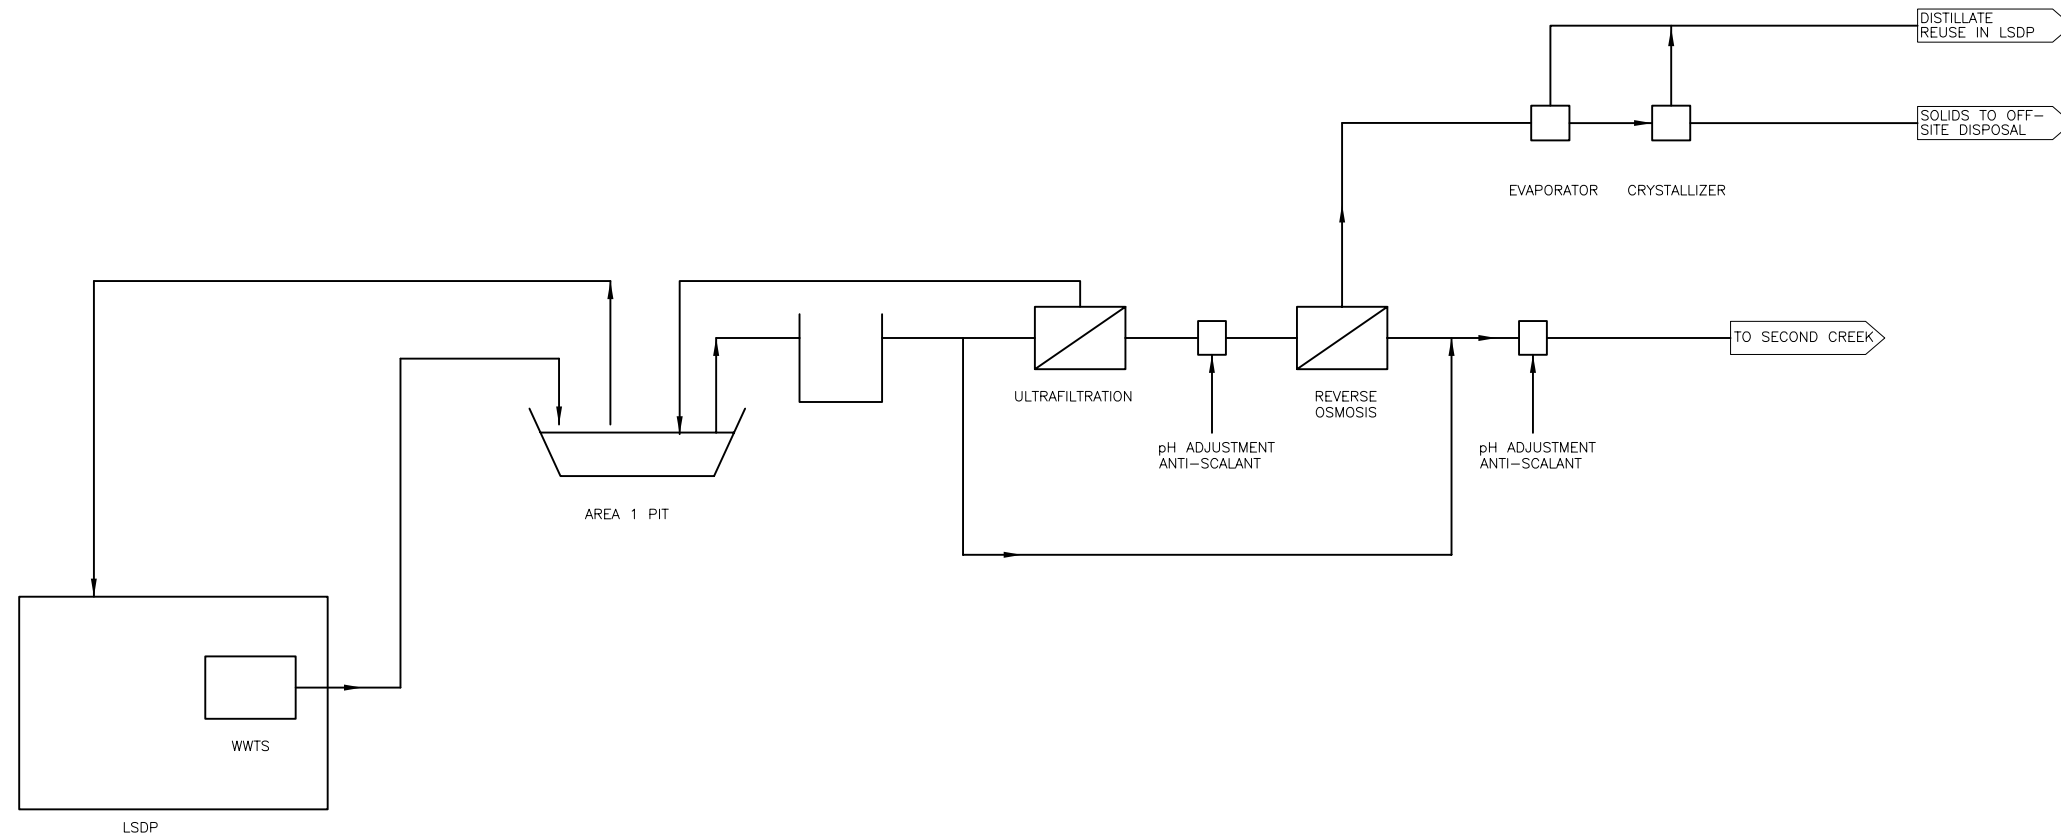 DISTILLATE
REUSE IN LSDP
SOLIDS TO OFF-
SITE DISPOSAL
EVAPORATOR
CRYSTALLIZER
TO SECOND CREEK
ULTRAFILTRATION
REVERSE
OSMOSIS
pH ADJUSTMENT
ANTI-SCALANT
pH ADJUSTMENT
ANTI-SCALANT
AREA 1 PIT
WWTS
LSDP